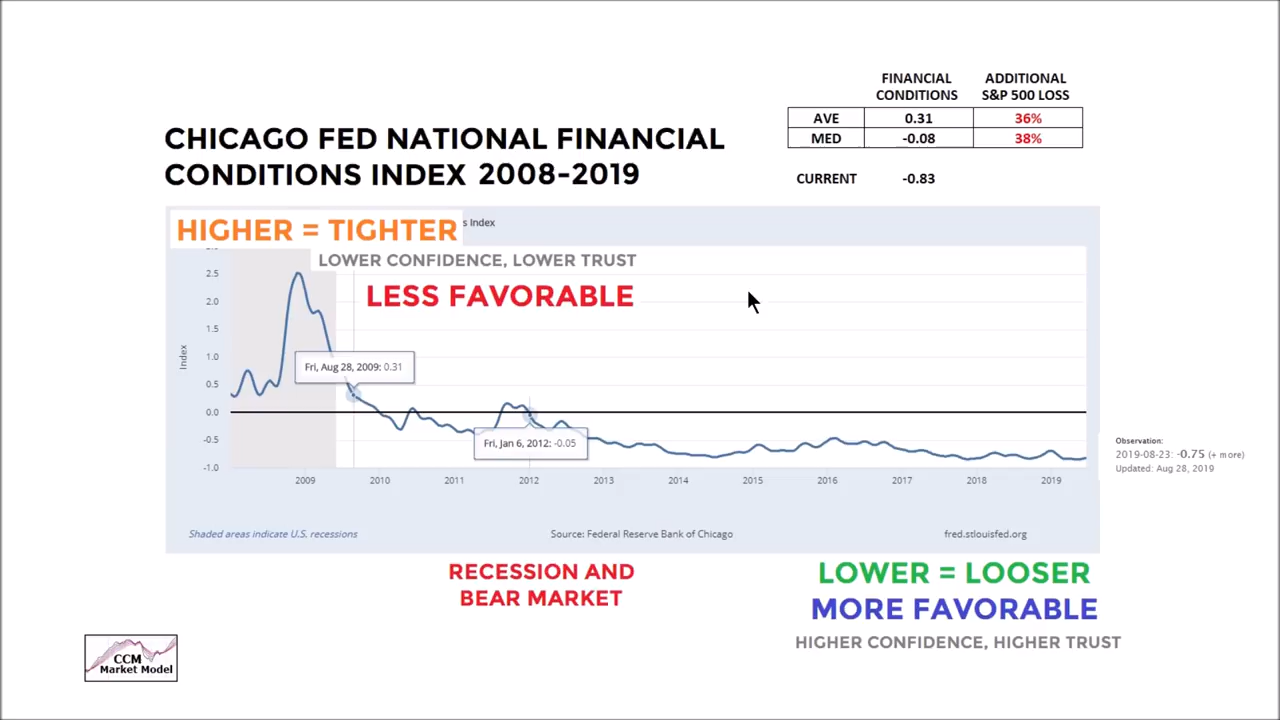 FINANCIAL CONDITIONS
ADDITIONAL S&P 500 LOSS
AVE 0.31 36%
MED -0.08 38%
CURRENT -0.83
CHICAGO FED NATIONAL FINANCIAL
CONDITIONS INDEX 2008-2019
HIGHER = TIGHTER
s Index
LOWER CONFIDENCE, LOWER TRUST
LESS FAVORABLE
2.5
2.0
1.5
1.0
0.5
0.0
-0.5
-1.0
Index
Fri, Aug 28, 2009: 0.31
Fri, Jan 6, 2012: -0.05
2009 2010 2011 2012 2013 2014 2015 2016 2017 2018 2019
Observation:
2019-08-23: -0.75 (+ more)
Updated: Aug 28, 2019
Shaded areas indicate U.S. recessions
Source: Federal Reserve Bank of Chicago
fred.stlouisfed.org
RECESSION AND
BEAR MARKET
LOWER = LOOSER
MORE FAVORABLE
HIGHER CONFIDENCE, HIGHER TRUST
CCM
Market Model